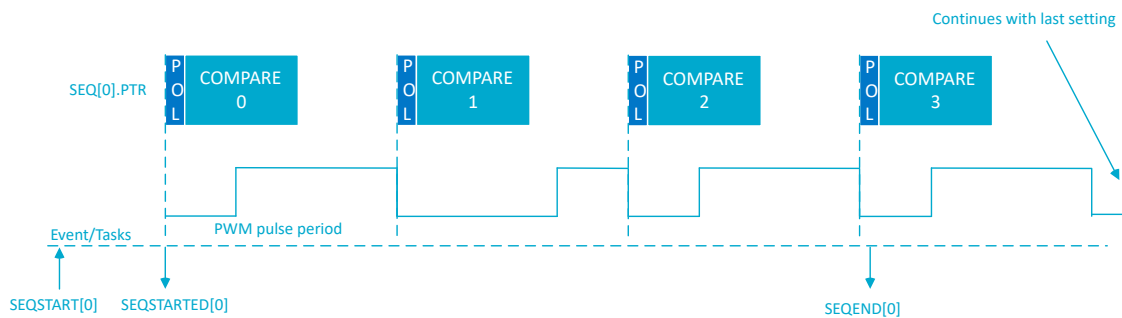 Continues with last setting
SEQ[0].PTR
P
O
L
COMPARE
0
P
O
L
COMPARE
1
P
O
L
COMPARE
2
P
O
L
COMPARE
3
Event/Tasks
PWM pulse period
SEQSTART[0]
SEQSTARTED[0]
SEQEND[0]